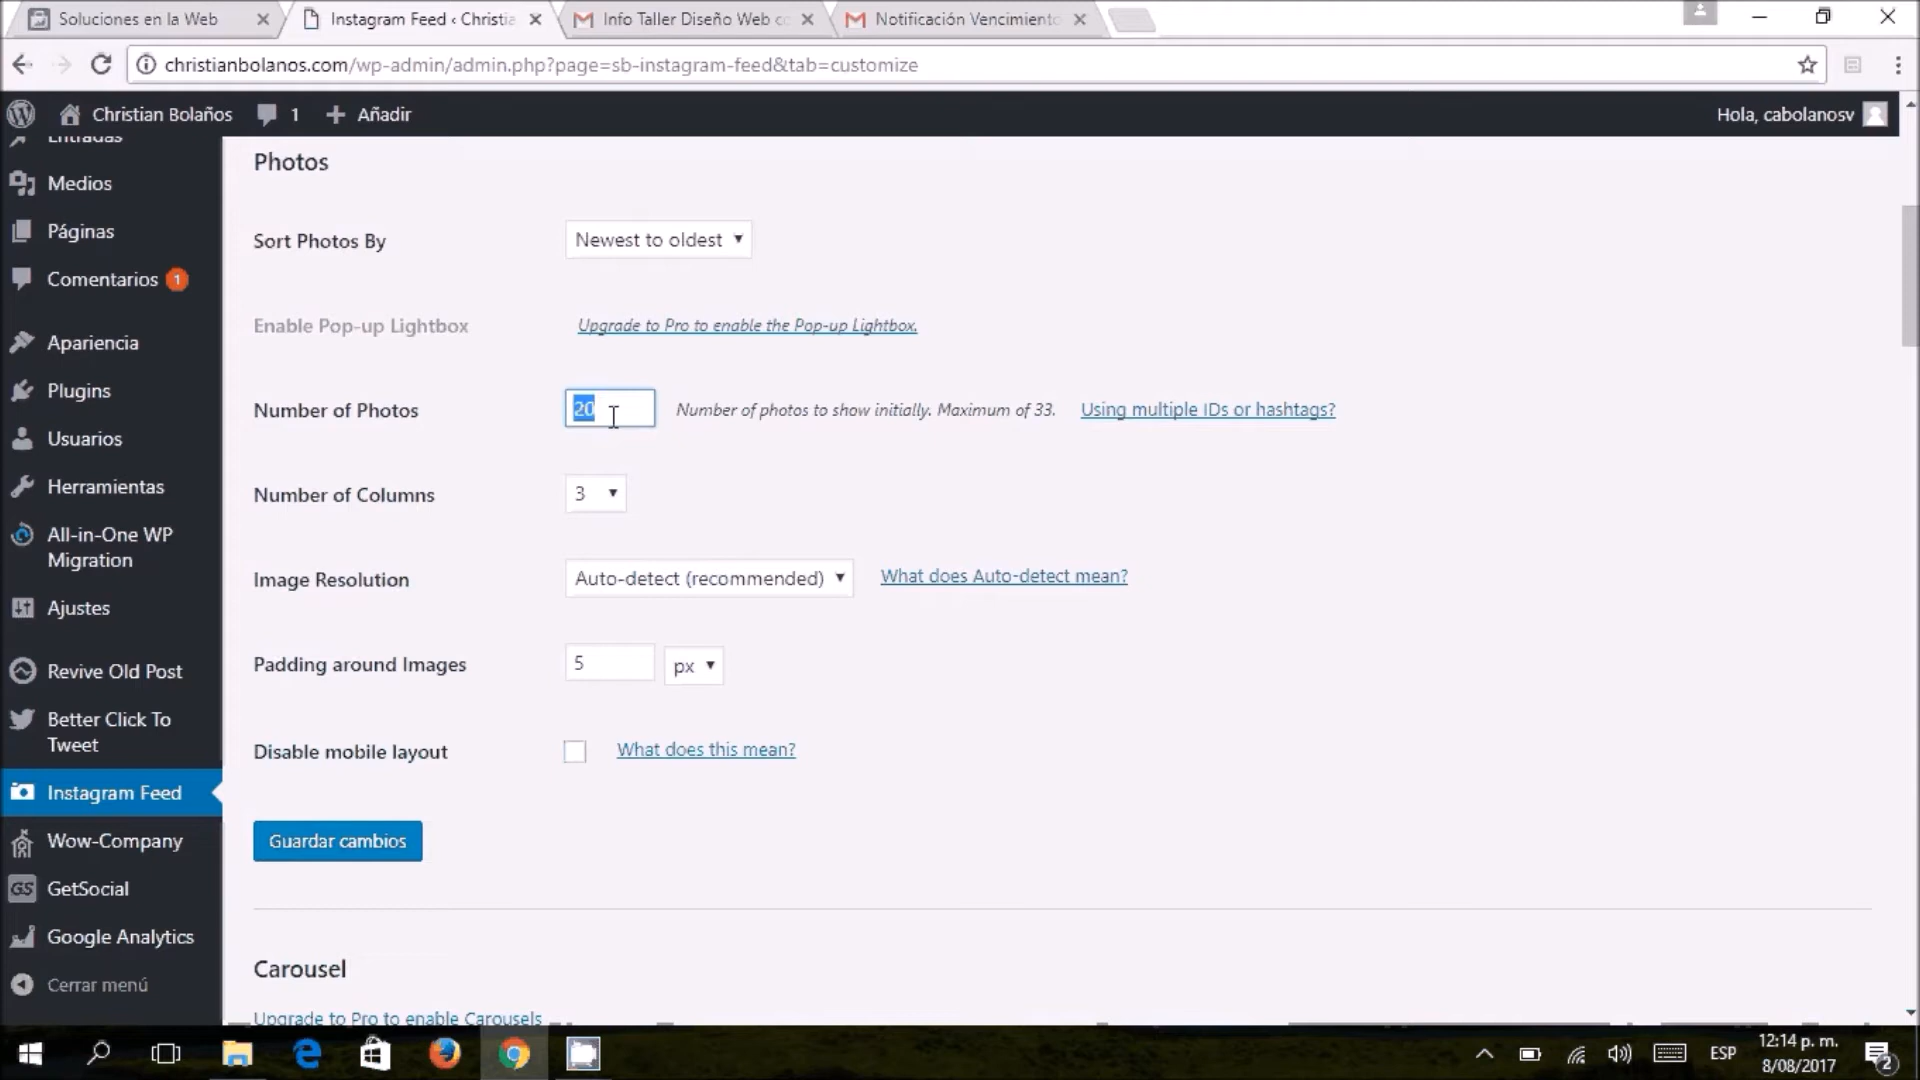 Soluciones en la Web
Instagram Feed ‹ Christia
Info Taller Diseño Web co
Notificación Vencimiento
christianbolanos.com/wp-admin/admin.php?page=sb-instagram-feed&tab=customize
Christian Bolaños
1
Añadir
Hola, cabolanosv
Entradas
Medios
Páginas
Comentarios 1
Apariencia
Plugins
Usuarios
Herramientas
All-in-One WP
Migration
Ajustes
Revive Old Post
Better Click To
Tweet
Instagram Feed
Wow-Company
GS GetSocial
Google Analytics
Cerrar menú
Photos
Sort Photos By
Newest to oldest
Enable Pop-up Lightbox
Upgrade to Pro to enable the Pop-up Lightbox.
Number of Photos
20
Number of photos to show initially. Maximum of 33.
Using multiple IDs or hashtags?
Number of Columns
3
Image Resolution
Auto-detect (recommended)
What does Auto-detect mean?
Padding around Images
5
px
Disable mobile layout
What does this mean?
Guardar cambios
Carousel
Upgrade to Pro to enable Carousels
ESP
12:14 p. m.
8/08/2017
2